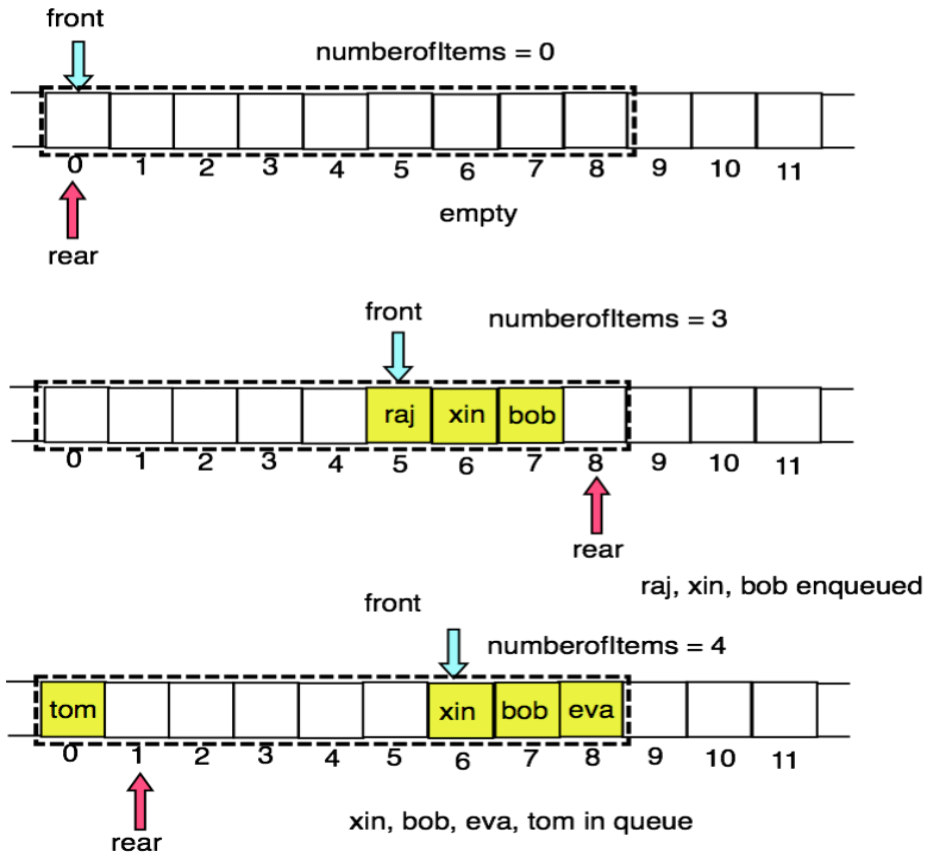 front
numberofItems = 0
0 1 2 3 4 5 6 7 8 9 10 11
empty
rear
front
numberofItems = 3
raj xin bob
0 1 2 3 4 5 6 7 8 9 10 11
rear
raj, xin, bob enqueued
front
numberofItems = 4
tom xin bob eva
0 1 2 3 4 5 6 7 8 9 10 11
xin, bob, eva, tom in queue
rear